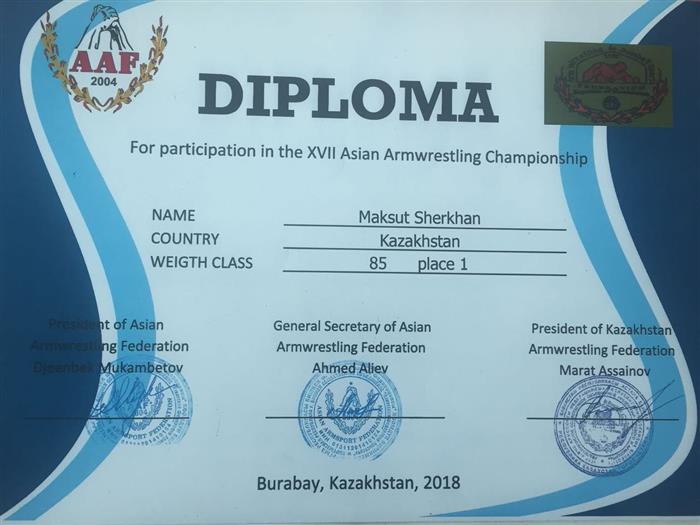 AAF
2004
DIPLOMA
For participation in the XVII Asian Armwrestling Championship
NAME Maksut Sherkhan
COUNTRY Kazakhstan
WEIGTH CLASS 85 place 1
President of Asian
Armwrestling Federation
Djeenbek Mukambetov
General Secretary of Asian
Armwrestling Federation
Ahmed Aliev
President of Kazakhstan
Armwrestling Federation
Marat Assainov
Burabay, Kazakhstan, 2018